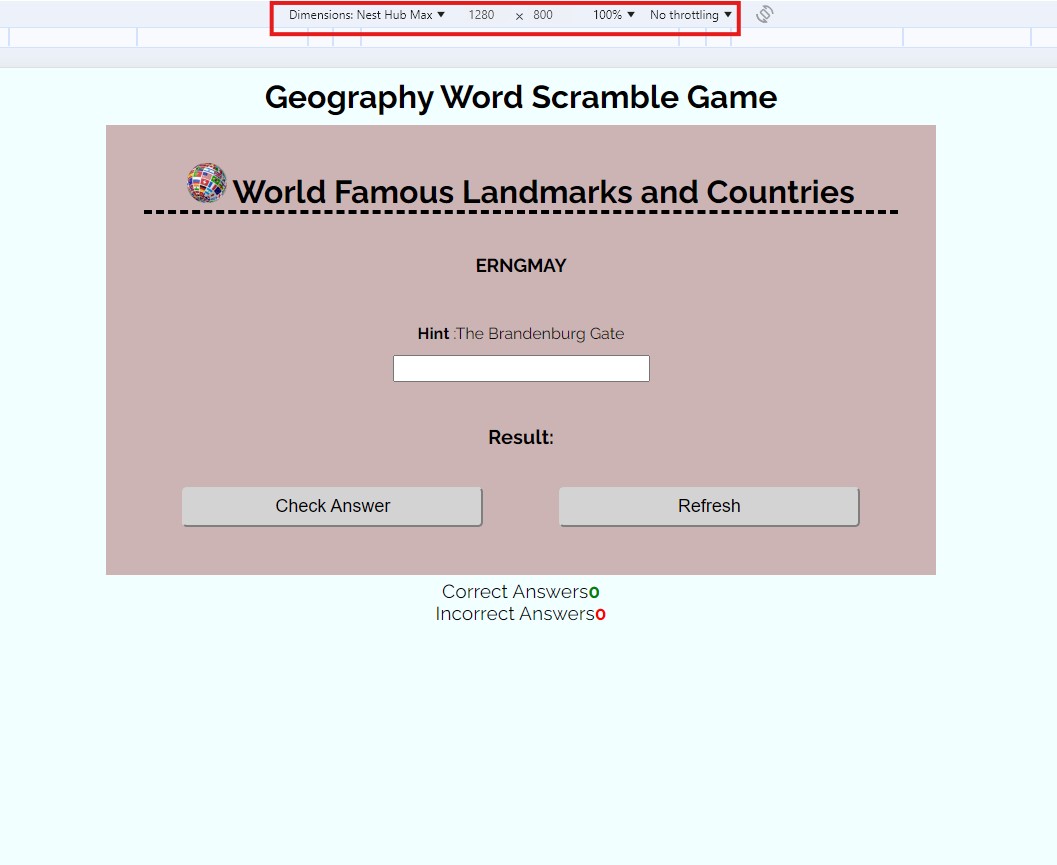 Dimensions: Nest Hub Max ▼ 1280 × 800 100% ▼ No throttling ▼
Geography Word Scramble Game
World Famous Landmarks and Countries
ERNGMAY
Hint :The Brandenburg Gate
Result:
Check Answer Refresh
Correct Answers0
Incorrect Answers0